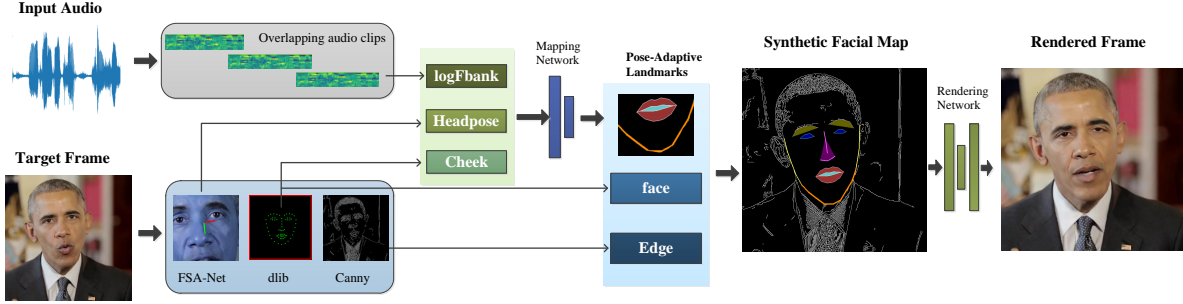 Input Audio
Overlapping audio clips
logFbank
Headpose
Cheek
Mapping
Network
Pose-Adaptive
Landmarks
face
Edge
Synthetic Facial Map
Rendering
Network
Rendered Frame
Target Frame
FSA-Net
dlib
Canny